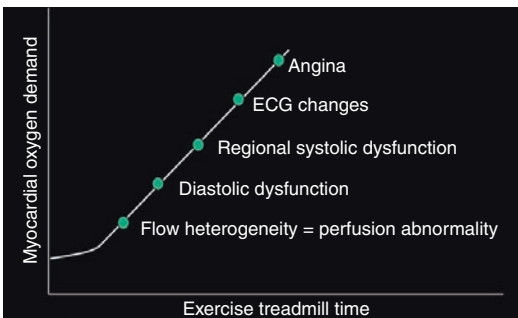 Myocardial oxygen demand
Angina
ECG changes
Regional systolic dysfunction
Diastolic dysfunction
Flow heterogeneity = perfusion abnormality
Exercise treadmill time